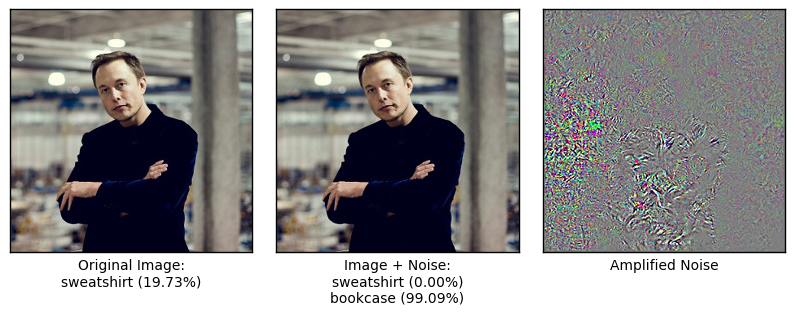 Original Image:
sweatshirt (19.73%)
Image + Noise:
sweatshirt (0.00%)
bookcase (99.09%)
Amplified Noise